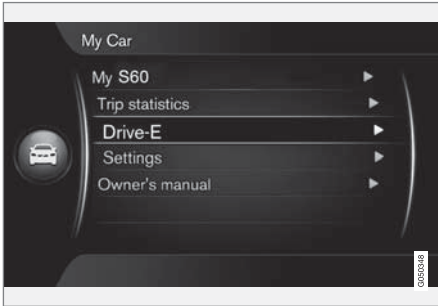 My Car
My S60
Trip statistics
Drive-E
Settings
Owner's manual
G050348